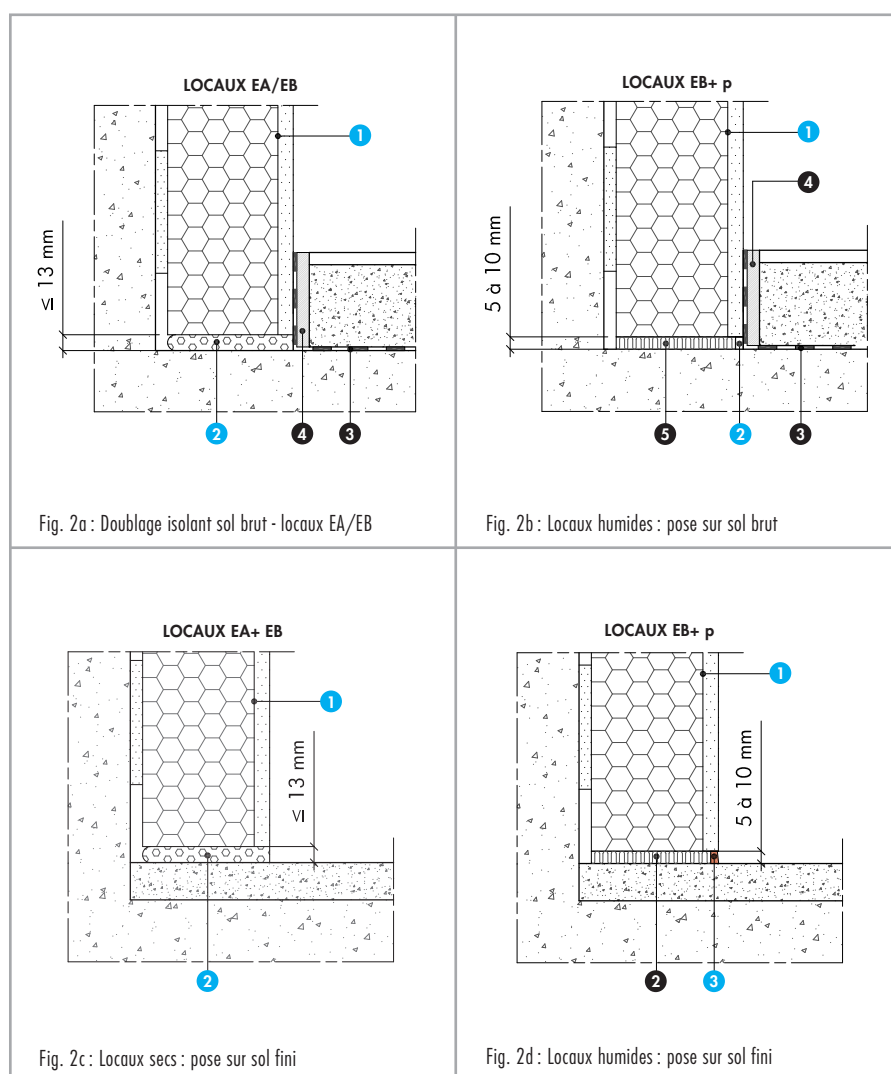 LOCAUX EA/EB
1
≤ 13 mm
2
4
3
Fig. 2a : Doublage isolant sol brut - locaux EA/EB
LOCAUX EB+ p
1
4
5 à 10 mm
5
2
3
Fig. 2b : Locaux humides : pose sur sol brut
LOCAUX EA+ EB
1
≤ 13 mm
2
Fig. 2c : Locaux secs : pose sur sol fini
LOCAUX EB+ p
1
5 à 10 mm
2
3
Fig. 2d : Locaux humides : pose sur sol fini